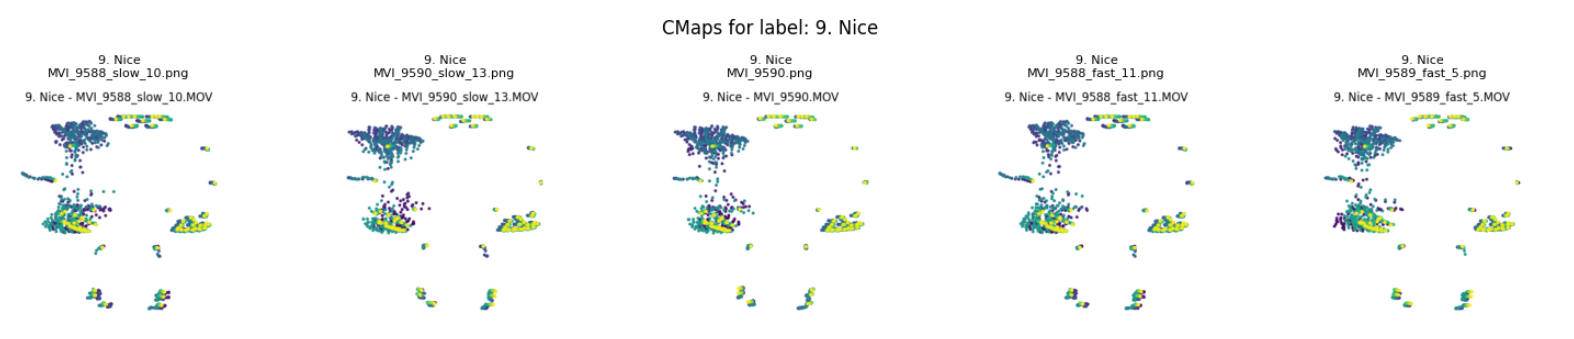 CMaps for label: 9. Nice
9. Nice
MVI_9588_slow_10.png
9. Nice - MVI_9588_slow_10.MOV
9. Nice
MVI_9590_slow_13.png
9. Nice - MVI_9590_slow_13.MOV
9. Nice
MVI_9590.png
9. Nice - MVI_9590.MOV
9. Nice
MVI_9588_fast_11.png
9. Nice - MVI_9588_fast_11.MOV
9. Nice
MVI_9589_fast_5.png
9. Nice - MVI_9589_fast_5.MOV